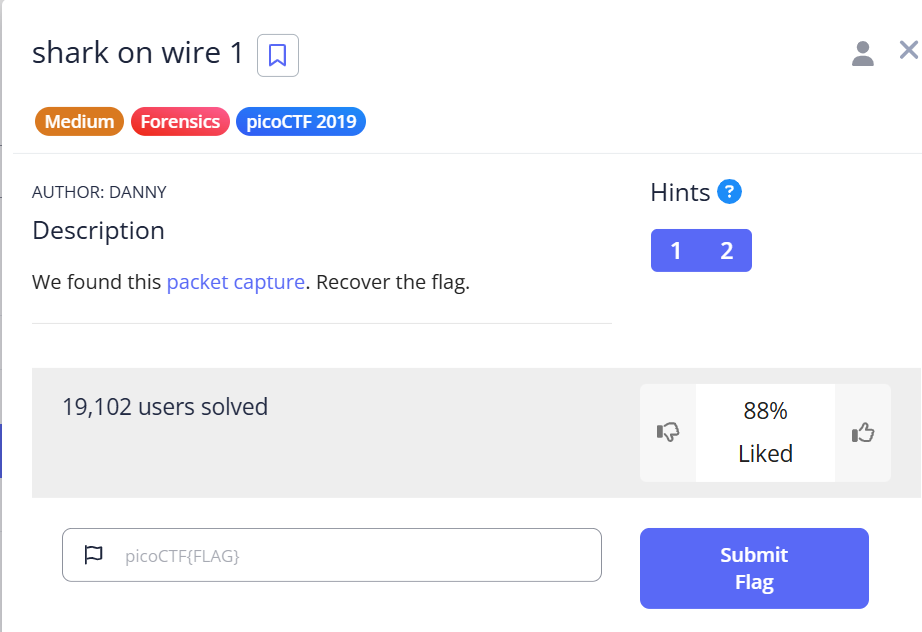 shark on wire 1
Medium Forensics picoCTF 2019
AUTHOR: DANNY
Description
We found this packet capture. Recover the flag.
Hints ?
1 2
19,102 users solved
88%
Liked
picoCTF{FLAG}
Submit
Flag